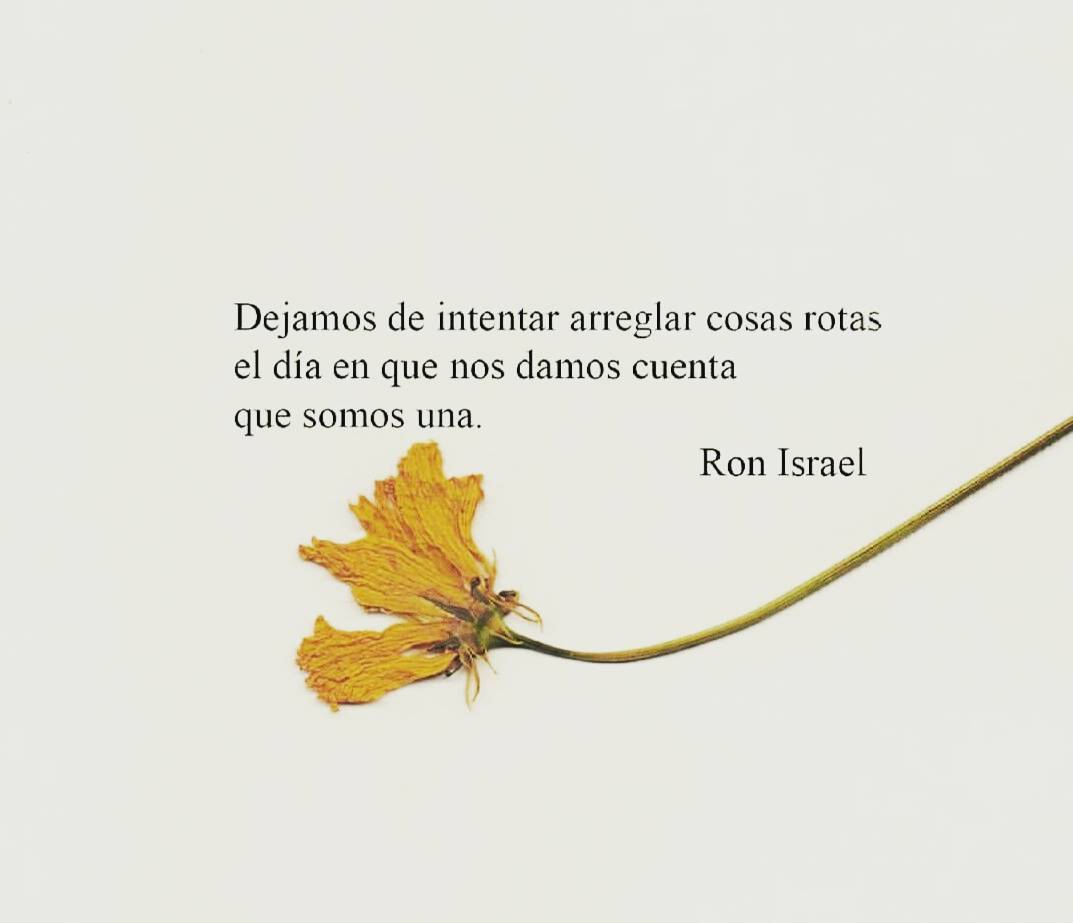 Dejamos de intentar arreglar cosas rotas
el día en que nos damos cuenta
que somos una.
Ron Israel